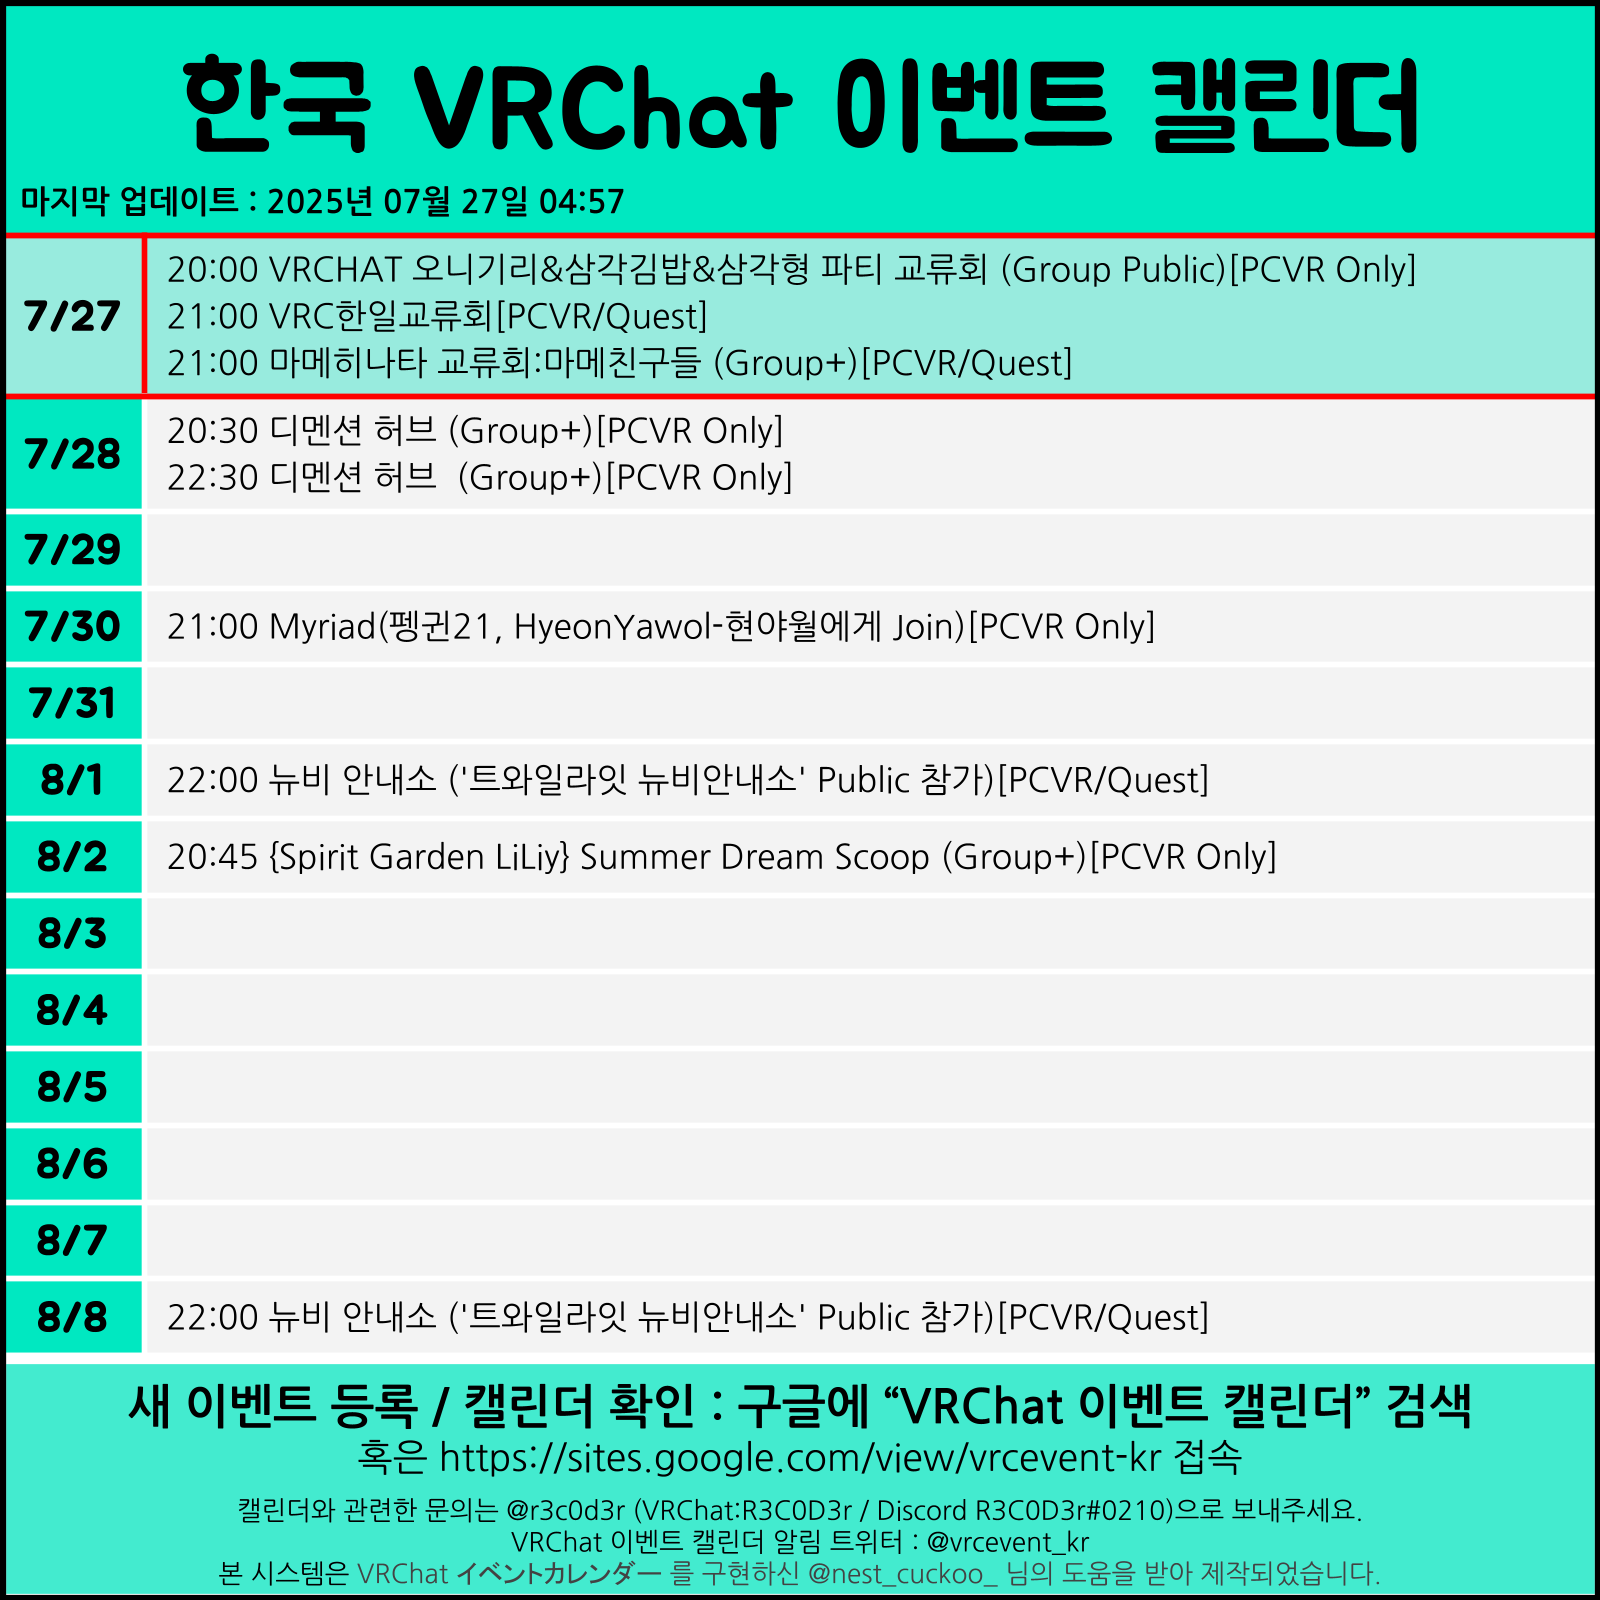 한국 VRChat 이벤트 캘린더
마지막 업데이트 : 2025년 07월 27일 04:57
7/27
20:00 VRCHAT 오니기리&삼각김밥&삼각형 파티 교류회 (Group Public)[PCVR Only]
21:00 VRC한일교류회[PCVR/Quest]
21:00 마메히나타 교류회:마메친구들 (Group+)[PCVR/Quest]
7/28
20:30 디멘션 허브 (Group+)[PCVR Only]
22:30 디멘션 허브  (Group+)[PCVR Only]
7/29
7/30
21:00 Myriad(펭귄21, HyeonYawol-현야월에게 Join)[PCVR Only]
7/31
8/1
22:00 뉴비 안내소 ('트와일라잇 뉴비안내소' Public 참가)[PCVR/Quest]
8/2
20:45 {Spirit Garden LiLiy} Summer Dream Scoop (Group+)[PCVR Only]
8/3
8/4
8/5
8/6
8/7
8/8
22:00 뉴비 안내소 ('트와일라잇 뉴비안내소' Public 참가)[PCVR/Quest]
새 이벤트 등록 / 캘린더 확인 : 구글에 “VRChat 이벤트 캘린더” 검색
혹은 https://sites.google.com/view/vrcevent-kr 접속
캘린더와 관련한 문의는 @r3c0d3r (VRChat:R3C0D3r / Discord R3C0D3r#0210)으로 보내주세요.
VRChat 이벤트 캘린더 알림 트위터 : @vrcevent_kr
본 시스템은 VRChat イベントカレンダー 를 구현하신 @nest_cuckoo_ 님의 도움을 받아 제작되었습니다.